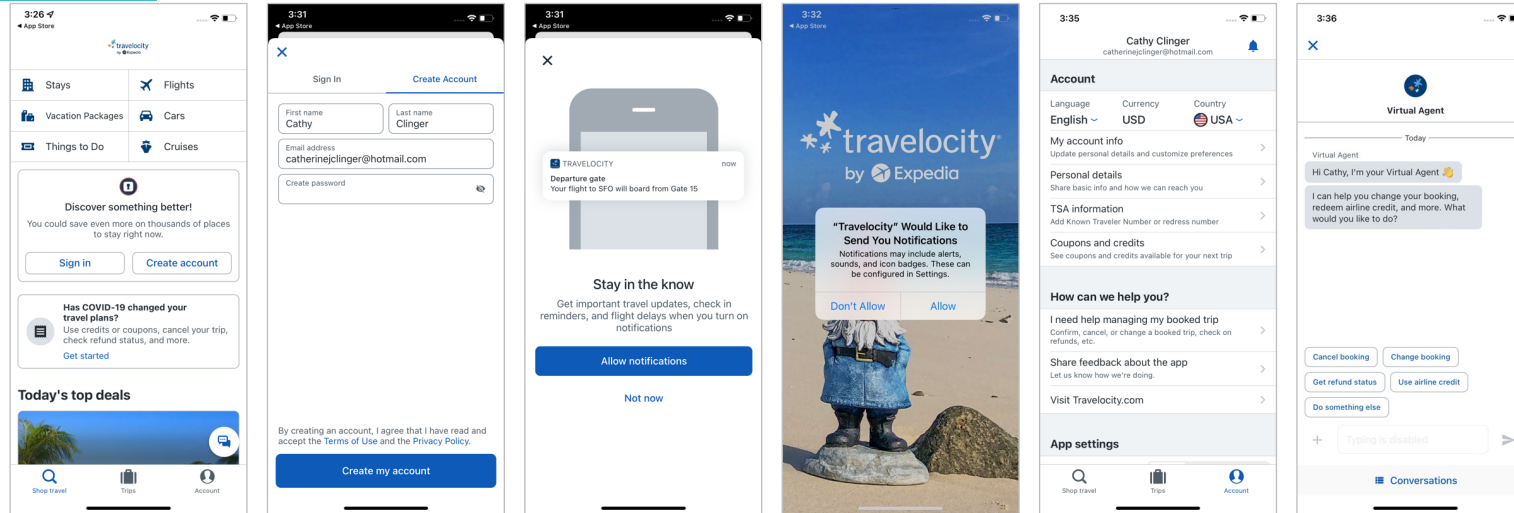 3:26
App Store
travelocity
by Expedia
Stays
Flights
Vacation Packages
Cars
Things to Do
Cruises
Discover something better!
You could save even more on thousands of places
to stay right now.
Sign in
Create account
Has COVID-19 changed your
travel plans?
Use credits or coupons, cancel your trip,
check refund status, and more.
Get started
Today's top deals
Shop travel
Trips
Account
3:31
App Store
Sign In
Create Account
First name
Cathy
Last name
Clinger
Email address
catherinejclinger@hotmail.com
Create password
By creating an account, I agree that I have read and
accept the Terms of Use and the Privacy Policy.
Create my account
3:31
App Store
TRAVELOCITY
now
Departure gate
Your flight to SFO will board from Gate 15
Stay in the know
Get important travel updates, check in
reminders, and flight delays when you turn on
notifications
Allow notifications
Not now
3:32
App Store
travelocity
by Expedia
"Travelocity" Would Like to
Send You Notifications
Notifications may include alerts,
sounds, and icon badges. These can
be configured in Settings.
Don't Allow
Allow
3:35
Cathy Clinger
catherinejclinger@hotmail.com
Account
Language
Currency
Country
English
USD
USA
My account info
Update personal details and customize preferences
Personal details
Share basic info and how we can reach you
TSA information
Add Known Traveler Number or redress number
Coupons and credits
See coupons and credits available for your next trip
How can we help you?
I need help managing my booked trip
Confirm, cancel, or change a booked trip, check on
refunds, etc.
Share feedback about the app
Let us know how we're doing.
Visit Travelocity.com
App settings
Shop travel
Trips
Account
3:36
Virtual Agent
Today
Virtual Agent
Hi Cathy, I'm your Virtual Agent 👋
I can help you change your booking,
redeem airline credit, and more. What
would you like to do?
Cancel booking
Change booking
Get refund status
Use airline credit
Do something else
Typing is disabled
Conversations